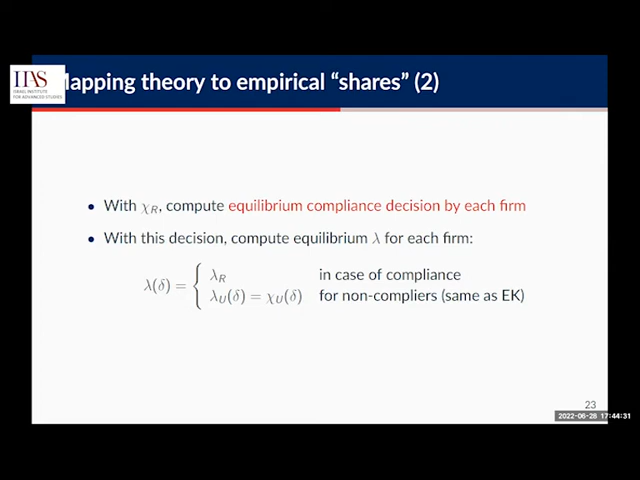 IIAS
ISRAEL INSTITUTE
FOR ADVANCED STUDIES
apping theory to empirical “shares” (2)
• With χ_R, compute equilibrium compliance decision by each firm
• With this decision, compute equilibrium λ for each firm:
λ(δ) = { λ_R in case of compliance
λ_U(δ) = χ_U(δ) for non-compliers (same as EK)
23
2022-06-28 17:44:31